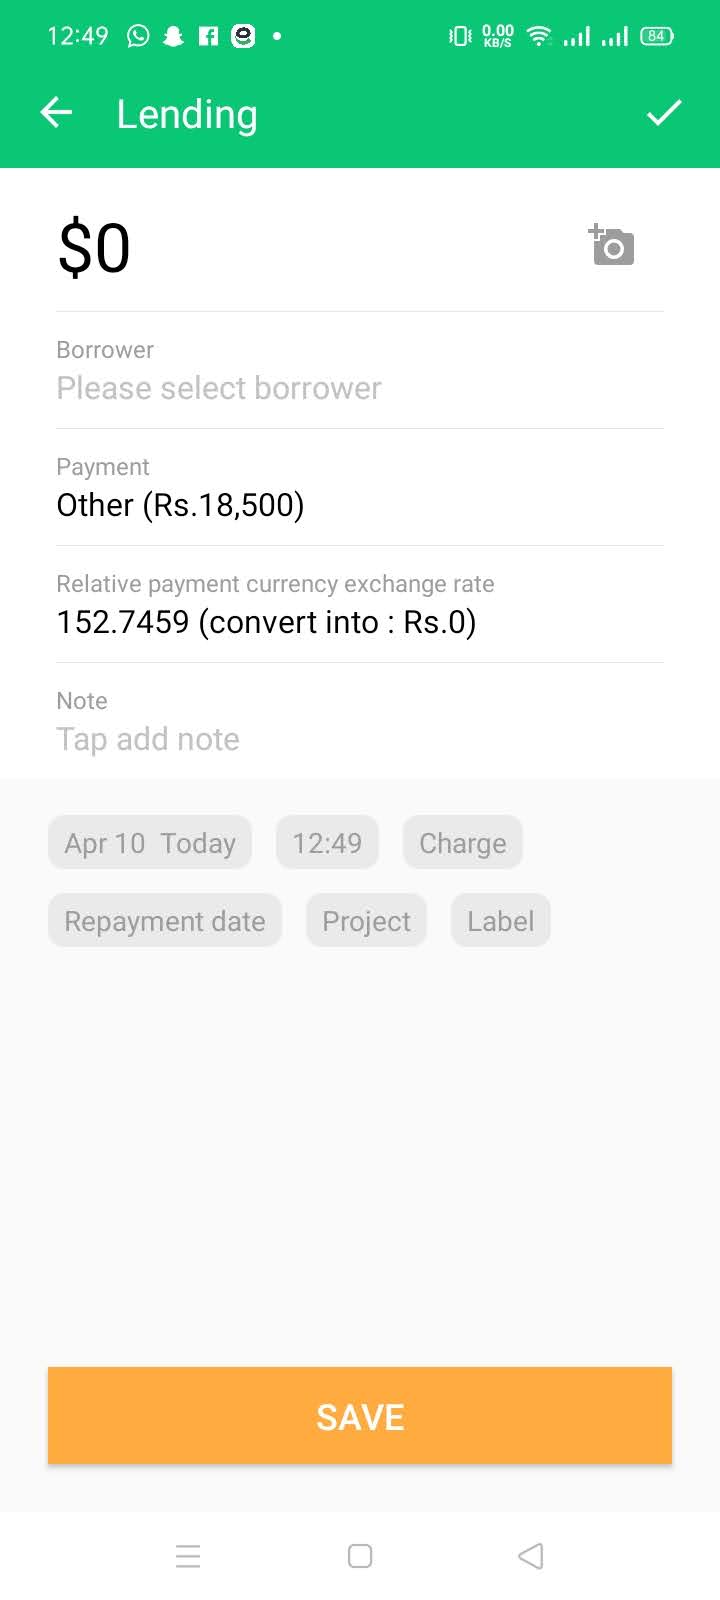 12:49 0.00 KB/S 84
Lending
$0
Borrower
Please select borrower
Payment
Other (Rs.18,500)
Relative payment currency exchange rate
152.7459 (convert into : Rs.0)
Note
Tap add note
Apr 10 Today 12:49 Charge
Repayment date Project Label
SAVE